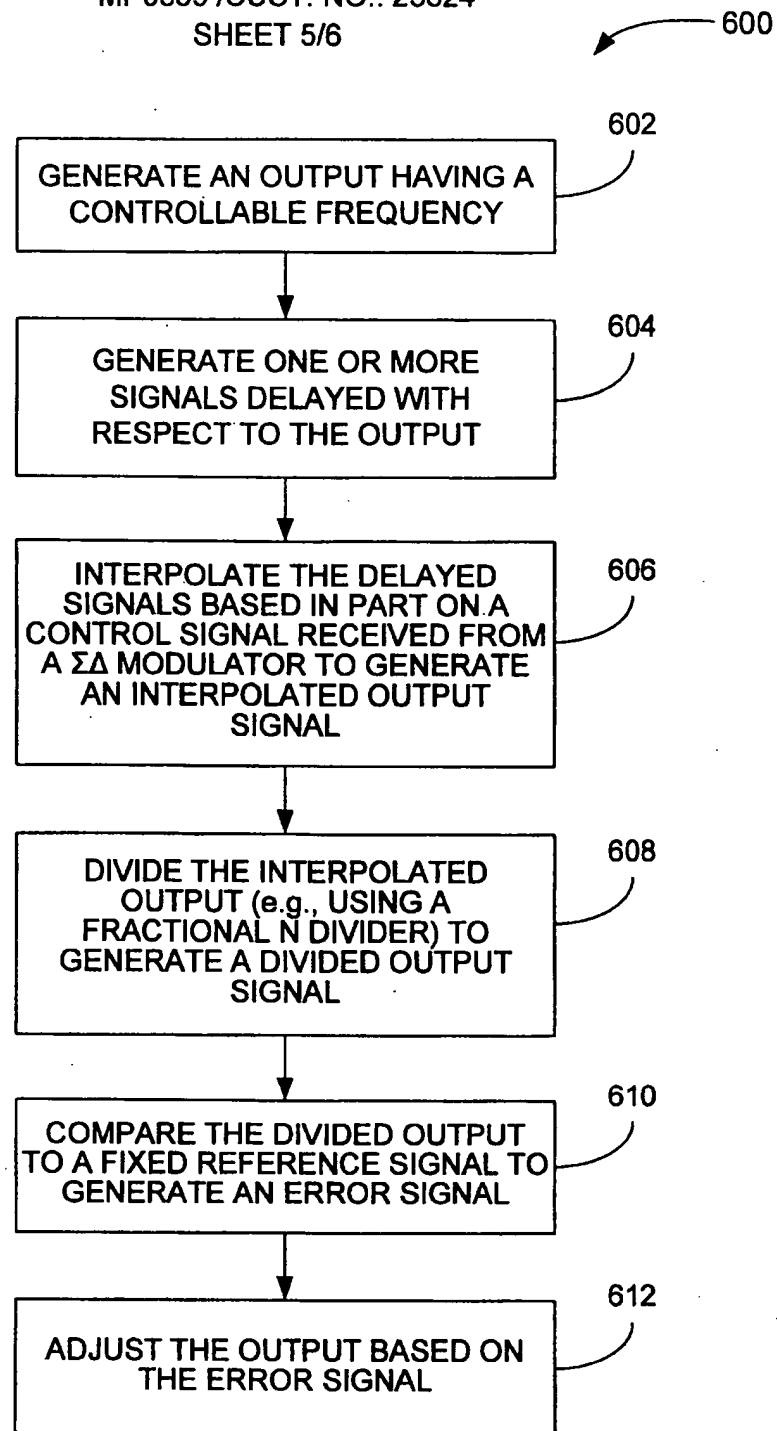 SHEET 5/6
600
602
GENERATE AN OUTPUT HAVING A
CONTROLLABLE FREQUENCY
604
GENERATE ONE OR MORE
SIGNALS DELAYED WITH
RESPECT TO THE OUTPUT
606
INTERPOLATE THE DELAYED
SIGNALS BASED IN PART ON A
CONTROL SIGNAL RECEIVED FROM
A ΣΔ MODULATOR TO GENERATE
AN INTERPOLATED OUTPUT
SIGNAL
608
DIVIDE THE INTERPOLATED
OUTPUT (e.g., USING A
FRACTIONAL N DIVIDER) TO
GENERATE A DIVIDED OUTPUT
SIGNAL
610
COMPARE THE DIVIDED OUTPUT
TO A FIXED REFERENCE SIGNAL TO
GENERATE AN ERROR SIGNAL
612
ADJUST THE OUTPUT BASED ON
THE ERROR SIGNAL